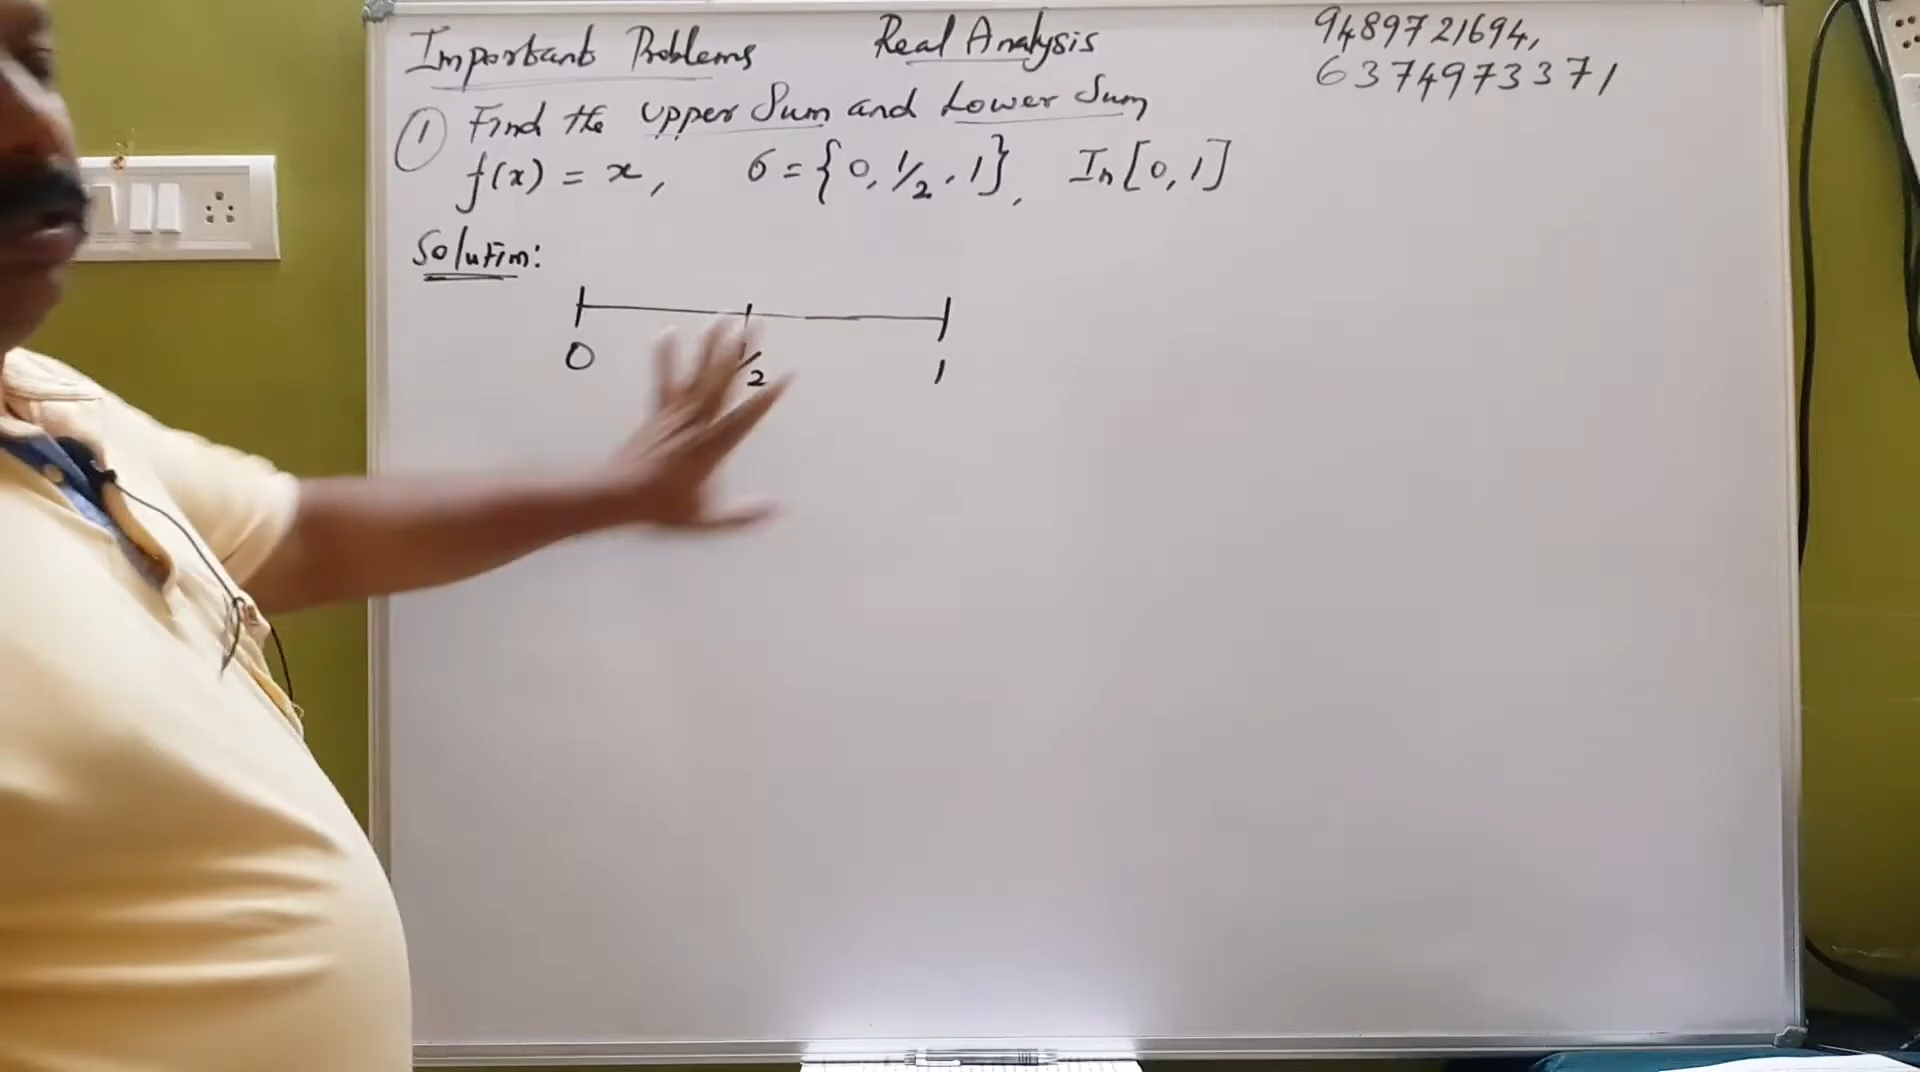 Important Problems Real Analysis
9489721694,
6374973371
① Find the Upper Sum and Lower Sum
f(x) = x, σ = {0, 1/2, 1}, In [0, 1]
Solution:
0 1/2 1